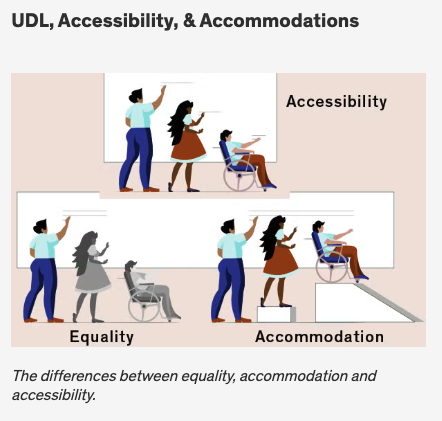 UDL, Accessibility, & Accommodations
Accessibility
Equality
Accommodation
The differences between equality, accommodation and
accessibility.